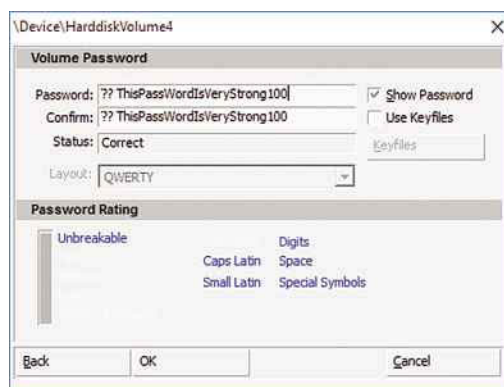 \Device\HarddiskVolume4
Volume Password
Password: ?? ThisPassWordIsVeryStrong100
Show Password
Confirm: ?? ThisPassWordIsVeryStrong100
Use Keyfiles
Status: Correct
Keyfiles
Layout: QWERTY
Password Rating
Unbreakable
Digits
Caps Latin Space
Small Latin Special Symbols
Back OK Cancel